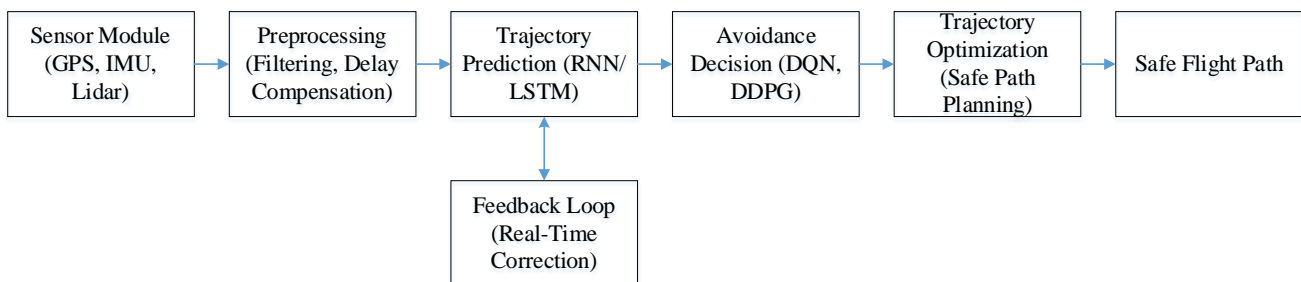 Sensor Module
(GPS, IMU,
Lidar)
Preprocessing
(Filtering, Delay
Compensation)
Trajectory
Prediction (RNN/
LSTM)
Avoidance
Decision (DQN,
DDPG)
Trajectory
Optimization
(Safe Path
Planning)
Safe Flight Path
Feedback Loop
(Real-Time
Correction)